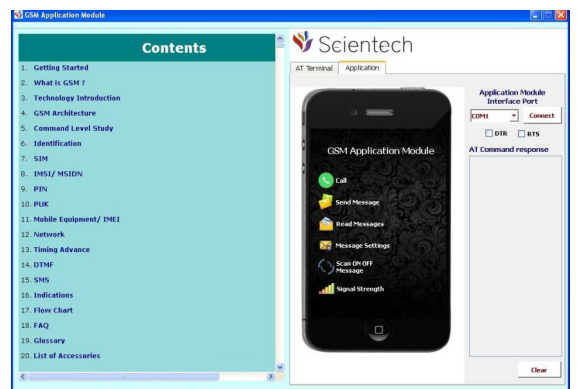 GSM Application Module
Contents
1. Getting Started
2. What is GSM ?
3. Technology Introduction
4. GSM Architecture
5. Command Level Study
6. Identification
7. SIM
8. IMSI/ MSIDN
9. PIN
10. PUK
11. Mobile Equipment/ IMEI
12. Network
13. Timing Advance
14. DTMF
15. SMS
16. Indications
17. Flow Chart
18. FAQ
19. Glossary
20. List of Accessories
Scientech
AT Terminal
Application
GSM Application Module
Call
Send Message
Read Messages
Message Settings
Scan ON OFF
Message
Signal Strength
Application Module
Interface Port
COM1
Connect
DTR
RTS
AT Command response
Clear